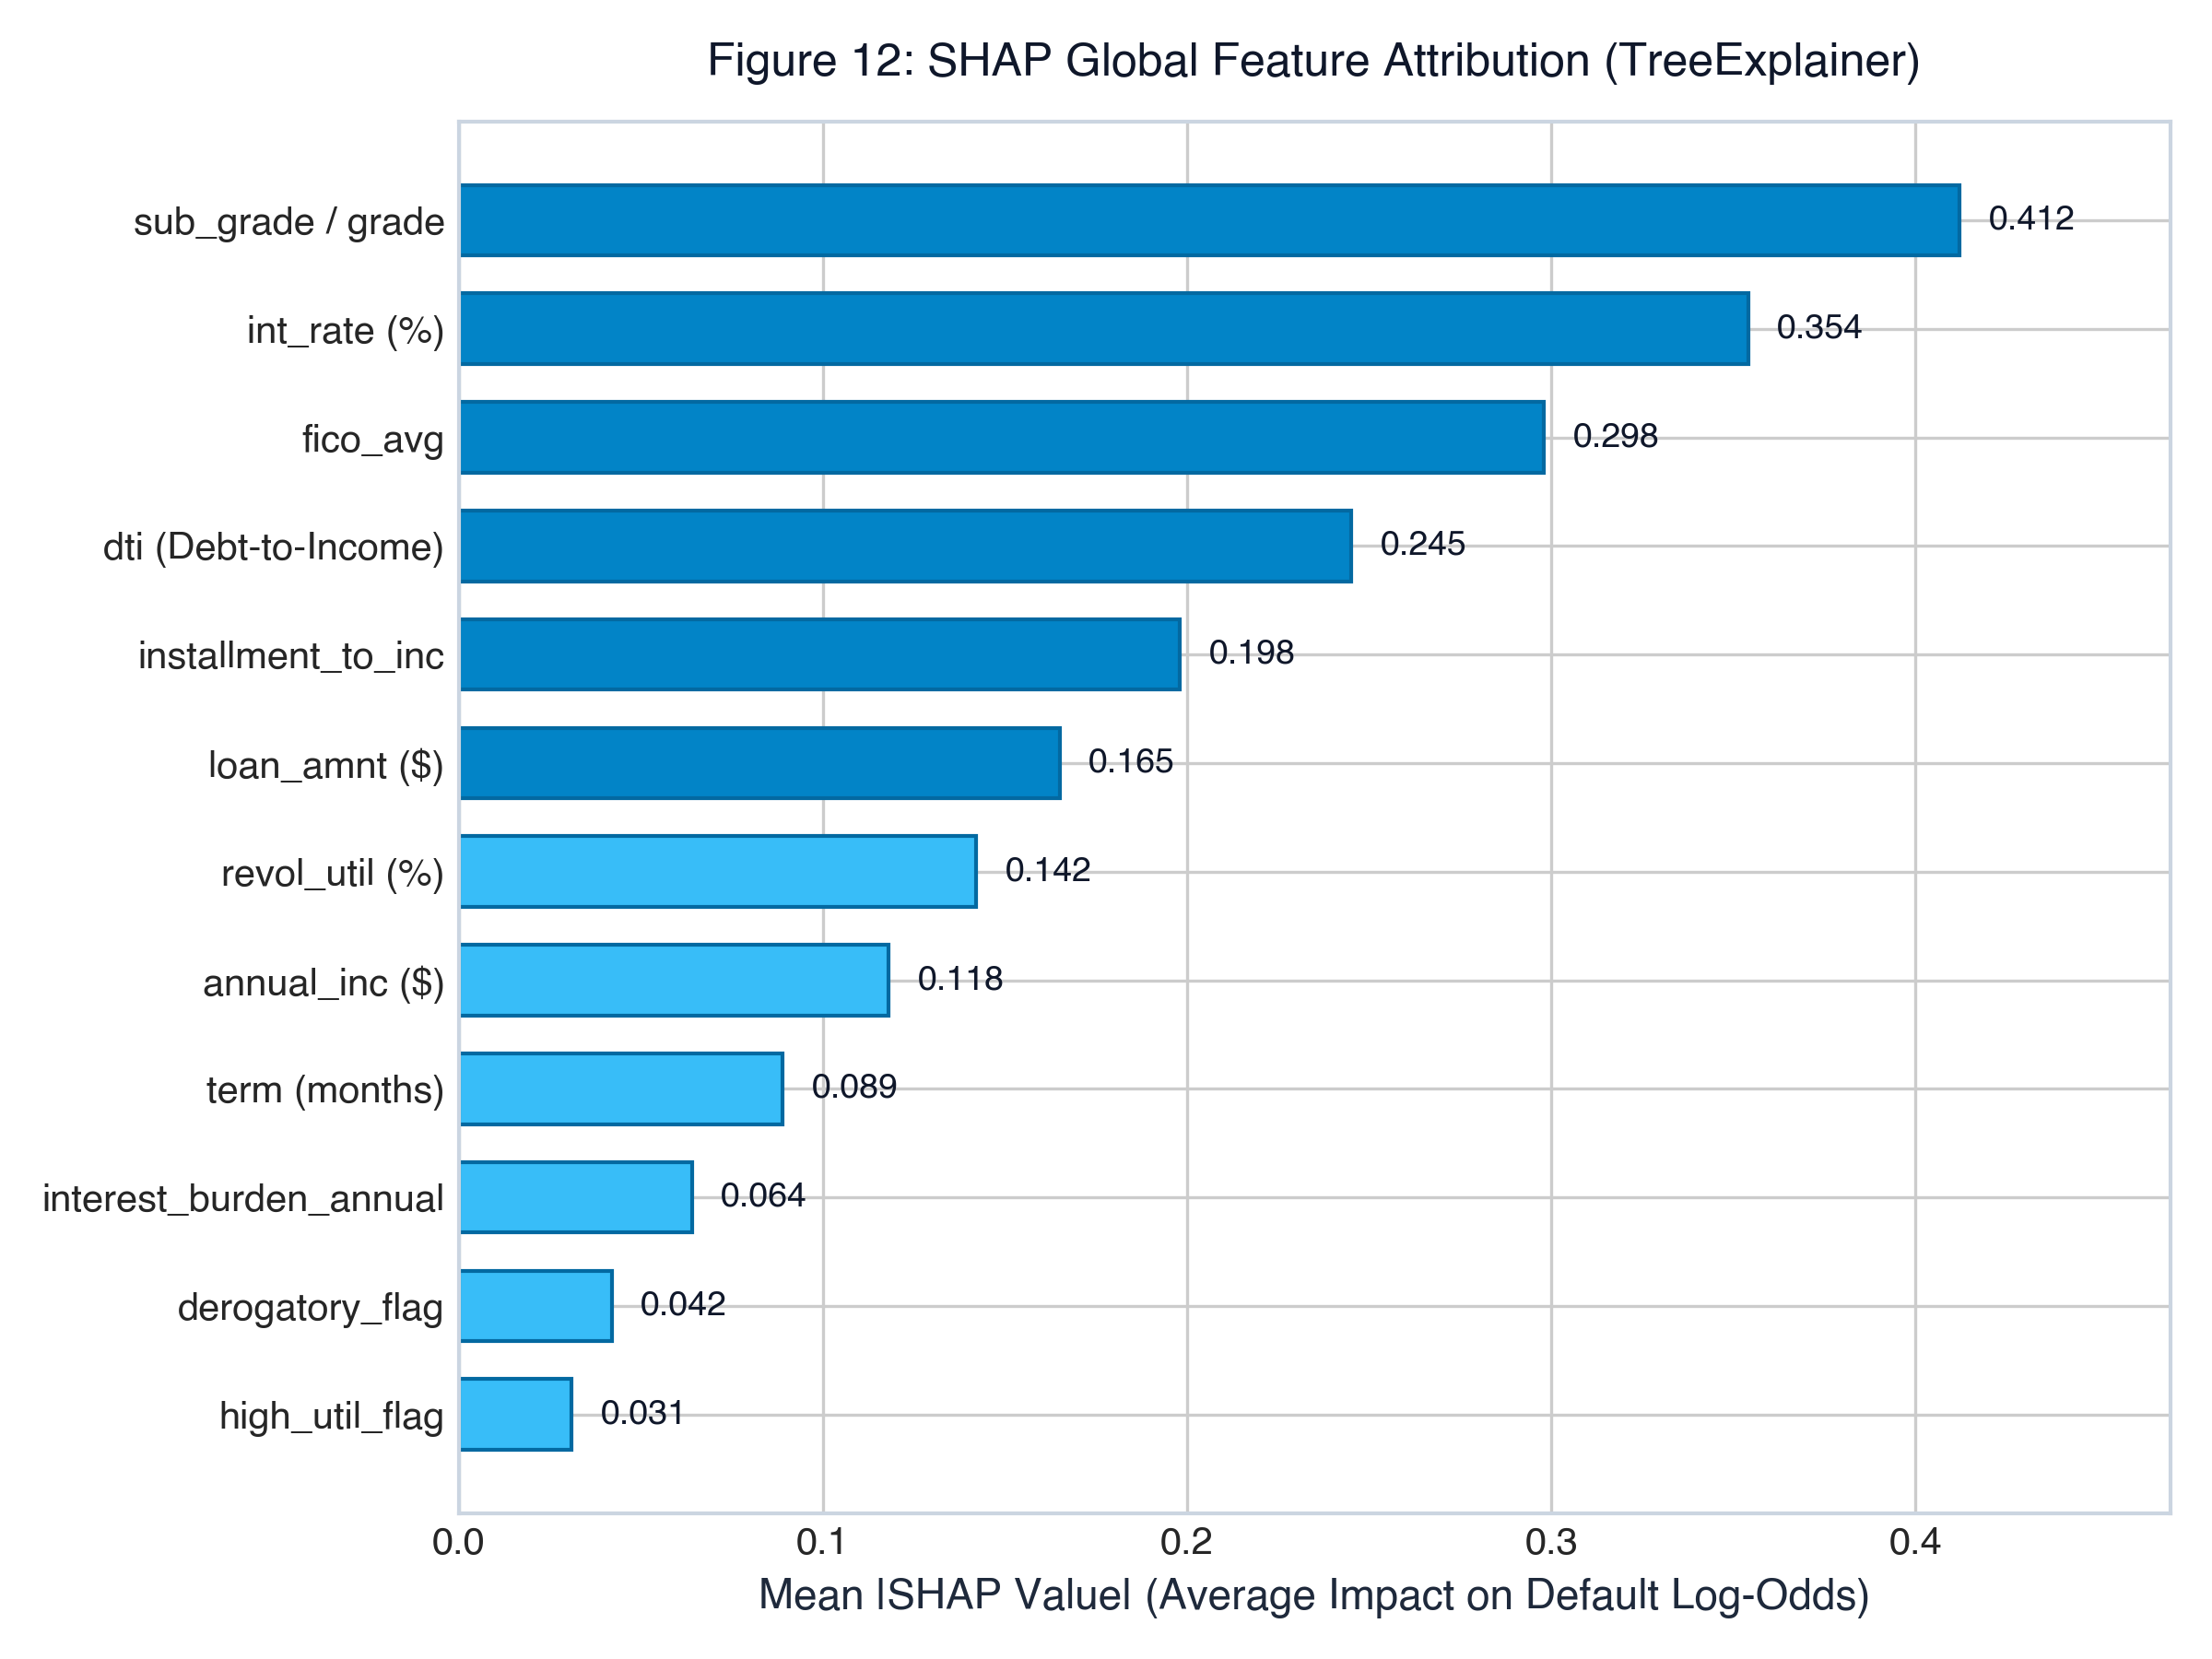 Figure 12: SHAP Global Feature Attribution (TreeExplainer)
sub_grade / grade 0.412
int_rate (%) 0.354
fico_avg 0.298
dti (Debt-to-Income) 0.245
installment_to_inc 0.198
loan_amnt ($) 0.165
revol_util (%) 0.142
annual_inc ($) 0.118
term (months) 0.089
interest_burden_annual 0.064
derogatory_flag 0.042
high_util_flag 0.031
0.0 0.1 0.2 0.3 0.4
Mean |SHAP Value| (Average Impact on Default Log-Odds)